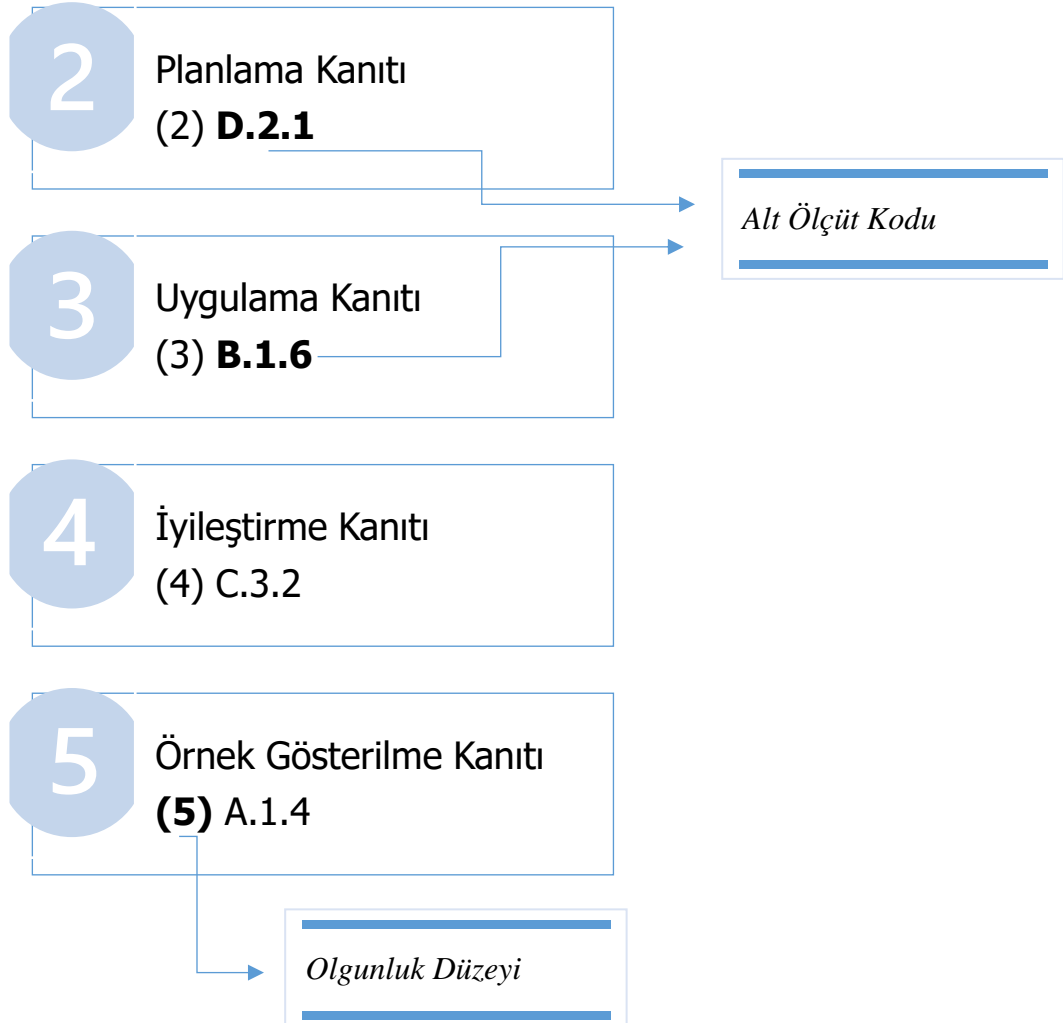 2
Planlama Kanıtı
(2) D.2.1
Alt Ölçüt Kodu
3
Uygulama Kanıtı
(3) B.1.6
4
İyileştirme Kanıtı
(4) C.3.2
5
Örnek Gösterilme Kanıtı
(5) A.1.4
Olgunluk Düzeyi